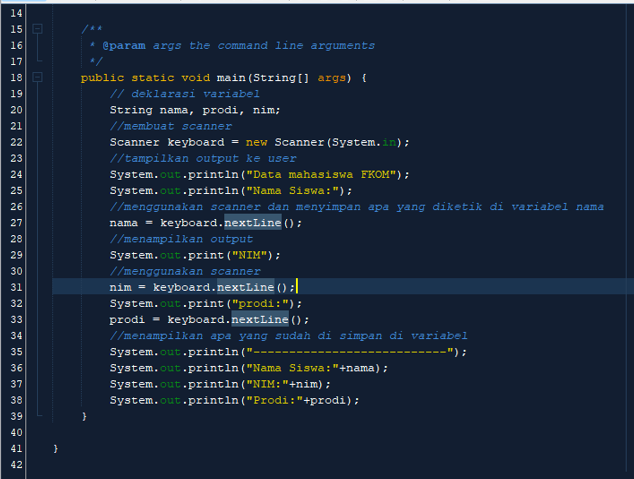 14
15 /**
16 * @param args the command line arguments
17 */
18 public static void main(String[] args) {
19 // deklarasi variabel
20 String nama, prodi, nim;
21 //membuat scanner
22 Scanner keyboard = new Scanner(System.in);
23 //tampilkan output ke user
24 System.out.println("Data mahasiswa FKOM");
25 System.out.println("Nama Siswa:");
26 //menggunakan scanner dan menyimpan apa yang diketik di variabel nama
27 nama = keyboard.nextLine();
28 //menampilkan output
29 System.out.print("NIM");
30 //menggunakan scanner
31 nim = keyboard.nextLine();
32 System.out.print("prodi:");
33 prodi = keyboard.nextLine();
34 //menampilkan apa yang sudah di simpan di variabel
35 System.out.println("---------------------------");
36 System.out.println("Nama Siswa:"+nama);
37 System.out.println("NIM:"+nim);
38 System.out.println("Prodi:"+prodi);
39 }
40
41 }
42